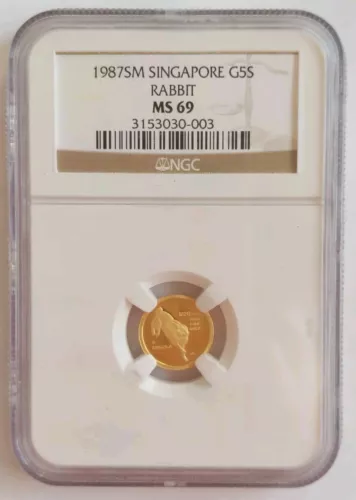 1987SM SINGAPORE G5S
RABBIT
MS 69
3153030-003
NGC